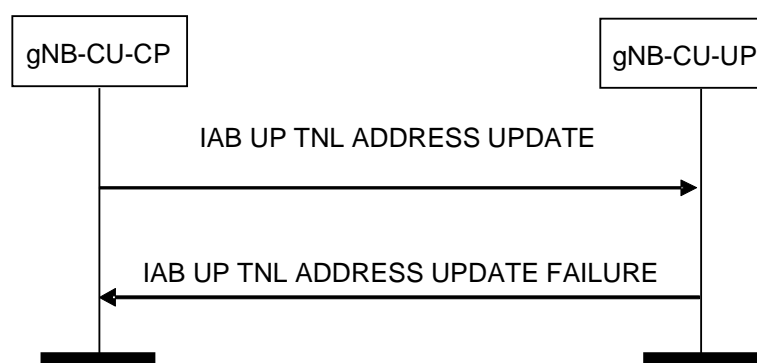 gNB-CU-CP
gNB-CU-UP
IAB UP TNL ADDRESS UPDATE
IAB UP TNL ADDRESS UPDATE FAILURE